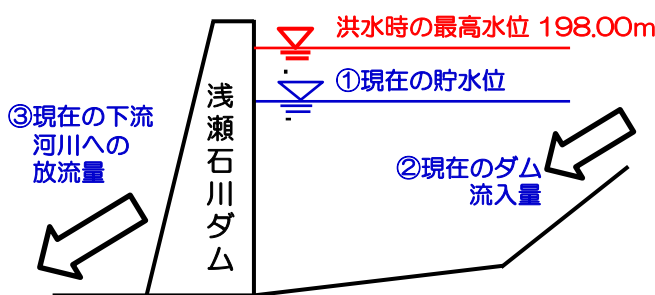 洪水時の最高水位 198.00m
①現在の貯水位
③現在の下流
河川への
放流量
浅瀬石川ダム
②現在のダム
流入量